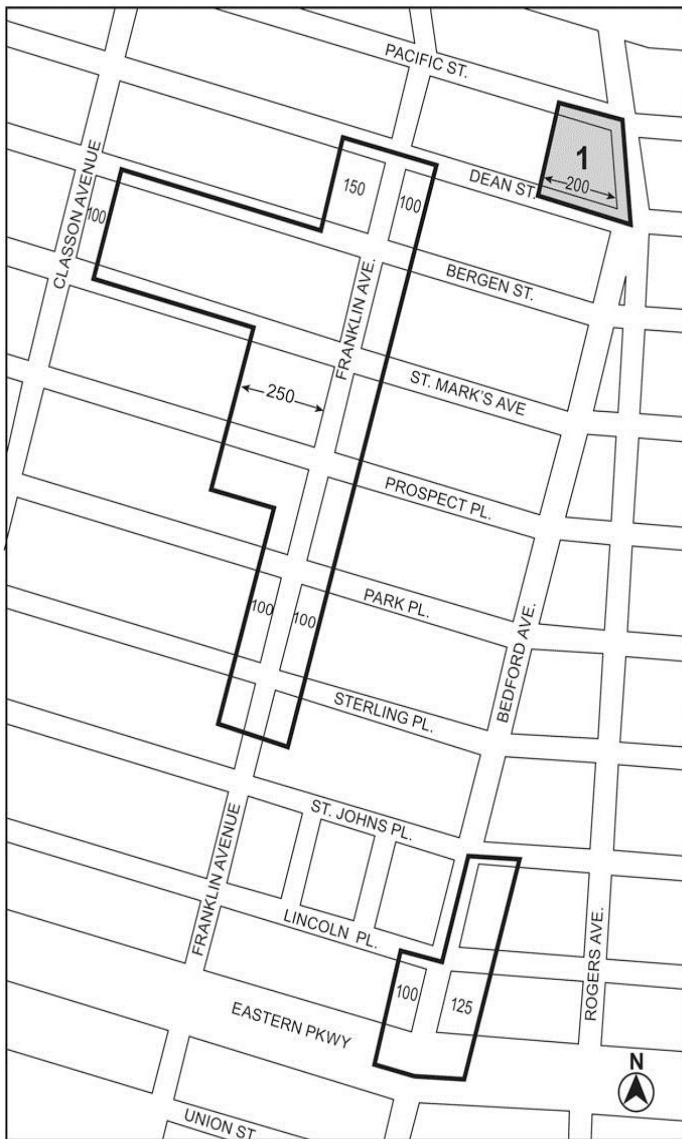 PACIFIC ST.
1
200
DEAN ST.
150
100
CLASSON AVENUE
100
BERGEN ST.
FRANKLIN AVE.
ST. MARK'S AVE
250
PROSPECT PL.
PARK PL.
100
100
BEDFORD AVE.
STERLING PL.
ST. JOHNS PL.
FRANKLIN AVENUE
LINCOLN PL.
100
125
ROGERS AVE.
EASTERN PKWY
N
UNION ST.